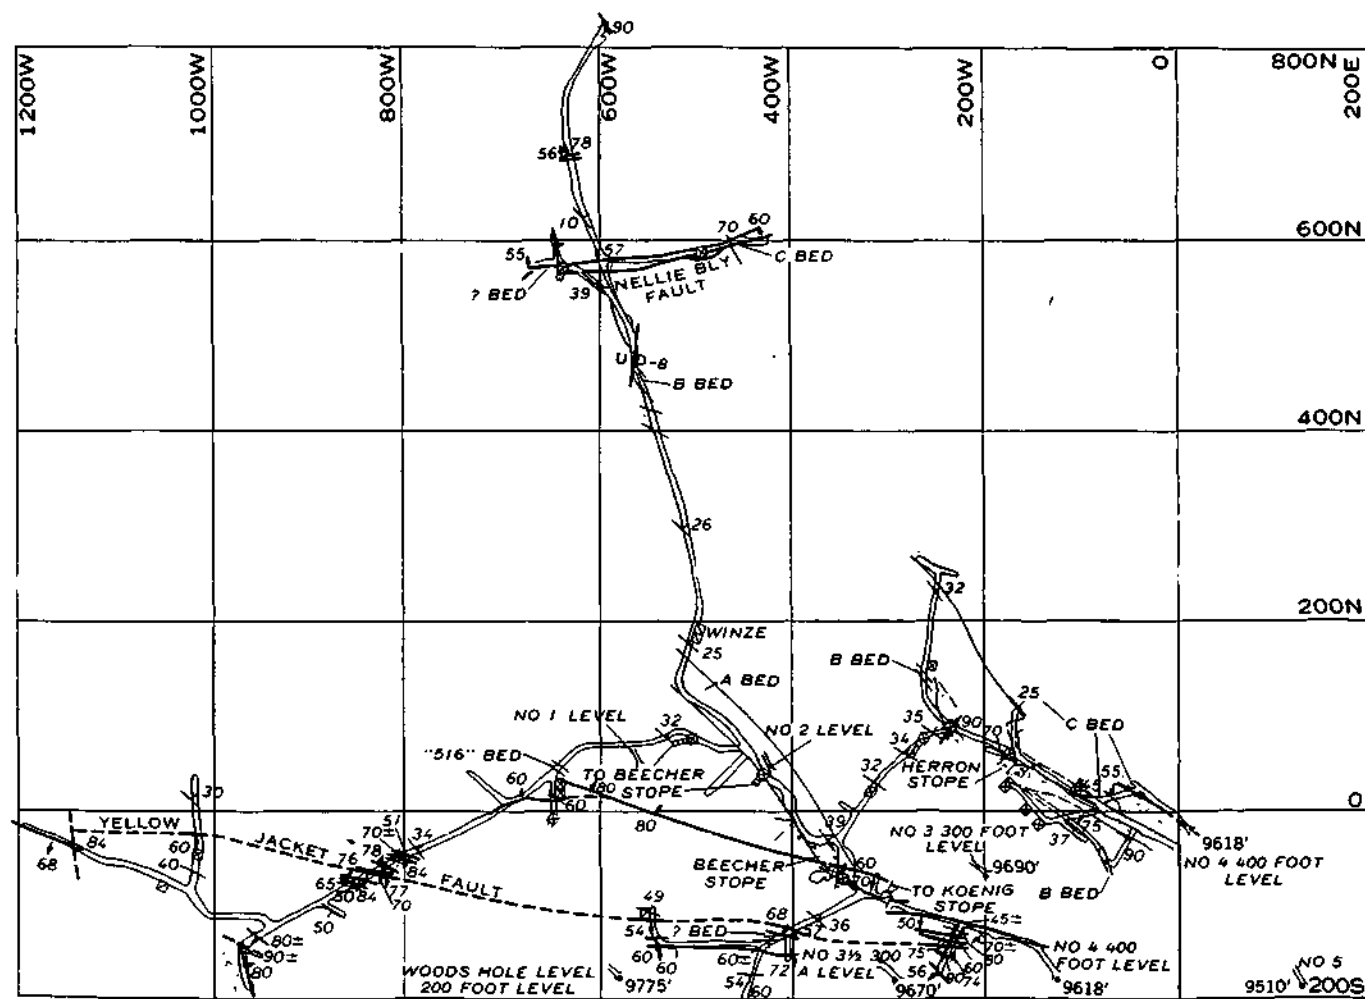 90
1200W
1000W
800W
600W
400W
200W
0
800N
200E
56
78
10
55
57
70
60
600N
C BED
? BED
NELLIE BLY
FAULT
39
U D-8
B BED
400N
26
32
200N
WINZE
25
A BED
B BED
25
C BED
NO 1 LEVEL
32
NO 2 LEVEL
35
90
70
34
"516" BED
TO BEECHER
STOPE
HERRON
STOPE
55
30
60
60
80
32
80
0
YELLOW
JACKET
FAULT
51
70±
78
34
39
37
75
90
9618'
NO 3 300 FOOT
LEVEL
9690'
NO 4 400 FOOT
LEVEL
84
68
40
76
84
65
50
84
77
70
BEECHER
STOPE
60
TO KOENIG
STOPE
B BED
50
49
68
36
50
45±
54
? BED
80±
90±
80
60
60
60±
72
NO 3½ 300
A LEVEL
75
70±
80
60
NO 4 400
FOOT LEVEL
WOODS HOLE LEVEL
200 FOOT LEVEL
9775'
54
60
56
9670'
74
9618'
9510'
NO 5
200S